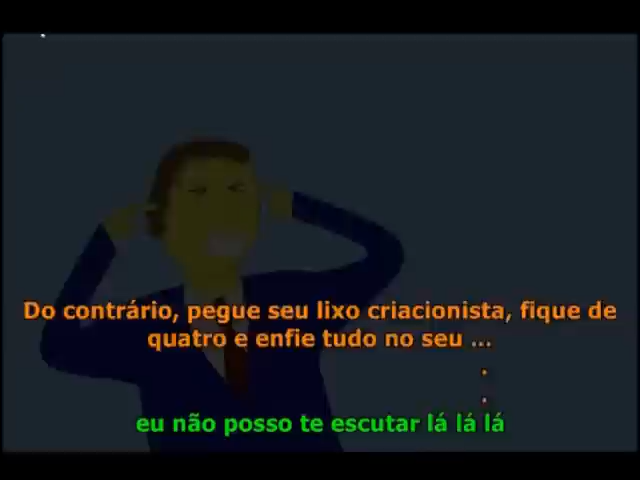 Do contrário, pegue seu lixo criacionista, fique de
quatro e enfie tudo no seu ...
.
.
eu não posso te escutar lá lá lá